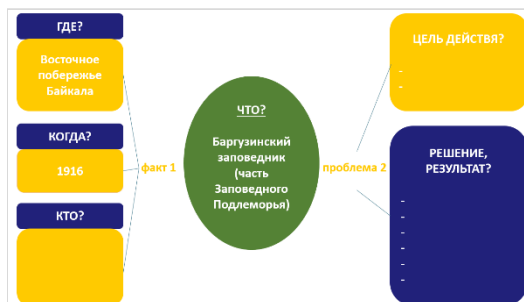 ГДЕ?
Восточное
побережье
Байкала
КОГДА?
1916
КТО?
факт 1
ЧТО?
Баргузинский
заповедник
(часть
Заповедного
Подлеморья)
проблема 2
ЦЕЛЬ ДЕЙСТВЯ?
-
-
РЕШЕНИЕ,
РЕЗУЛЬТАТ?
-
-
-
-
-
-